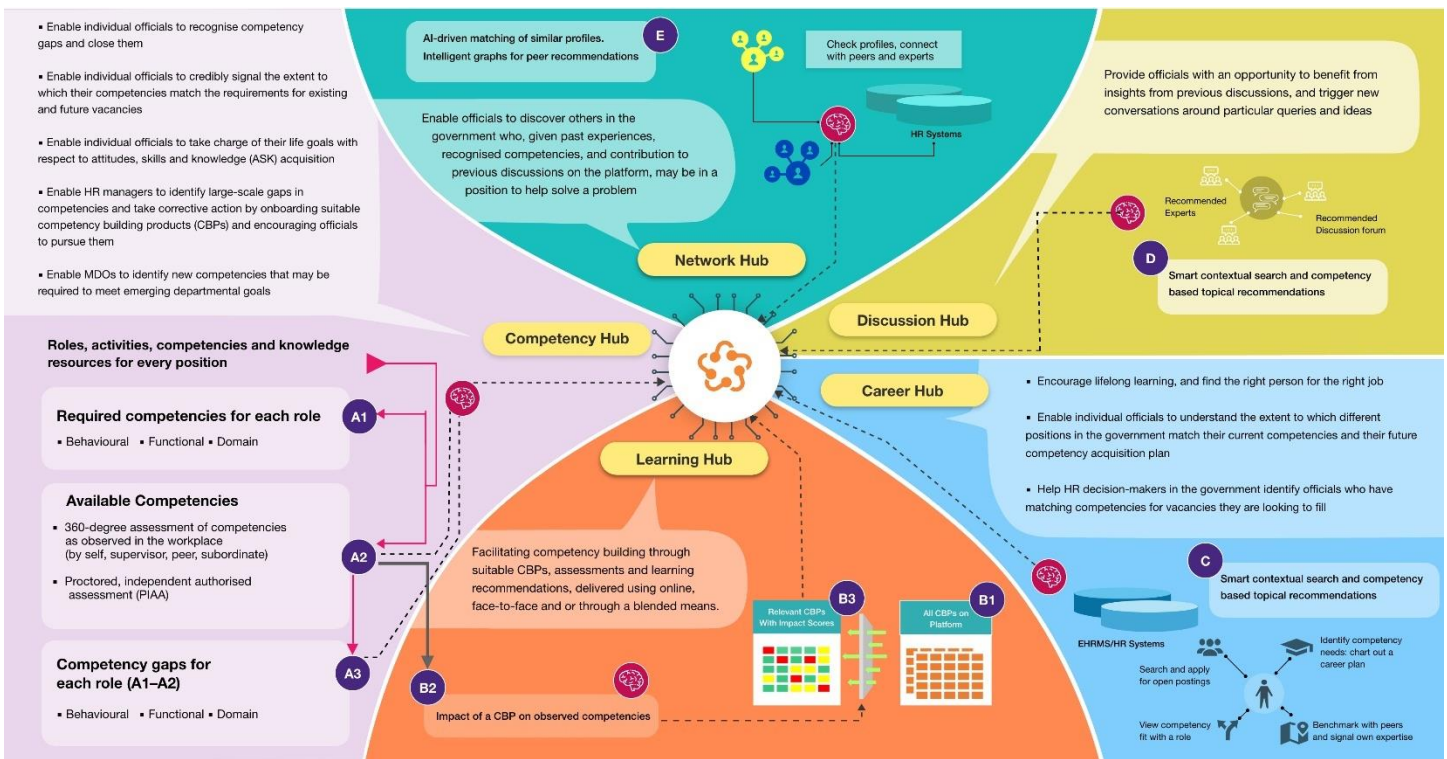 ▪ Enable individual officials to recognise competency
gaps and close them
▪ Enable individual officials to credibly signal the extent to
which their competencies match the requirements for existing
and future vacancies
▪ Enable individual officials to take charge of their life goals with
respect to attitudes, skills and knowledge (ASK) acquisition
▪ Enable HR managers to identify large-scale gaps in
competencies and take corrective action by onboarding suitable
competency building products (CBPs) and encouraging officials
to pursue them
▪ Enable MDOs to identify new competencies that may be
required to meet emerging departmental goals
Competency Hub
Roles, activities, competencies and knowledge
resources for every position
Required competencies for each role
A1
▪ Behavioural ▪ Functional ▪ Domain
Available Competencies
▪ 360-degree assessment of competencies
as observed in the workplace
(by self, supervisor, peer, subordinate)
A2
▪ Proctored, independent authorised
assessment (PIAA)
Competency gaps for
each role (A1–A2)
A3
▪ Behavioural ▪ Functional ▪ Domain
AI-driven matching of similar profiles.
Intelligent graphs for peer recommendations
E
Check profiles, connect
with peers and experts
HR Systems
Enable officials to discover others in the
government who, given past experiences,
recognised competencies, and contribution to
previous discussions on the platform, may be in a
position to help solve a problem
Network Hub
Provide officials with an opportunity to benefit from
insights from previous discussions, and trigger new
conversations around particular queries and ideas
Recommended
Experts
Recommended
Discussion forum
D
Smart contextual search and competency
based topical recommendations
Discussion Hub
Career Hub
▪ Encourage lifelong learning, and find the right person for the right job
▪ Enable individual officials to understand the extent to which different
positions in the government match their current competencies and their future
competency acquisition plan
▪ Help HR decision-makers in the government identify officials who have
matching competencies for vacancies they are looking to fill
C
Smart contextual search and competency
based topical recommendations
EHRMS/HR Systems
Search and apply
for open postings
Identify competency
needs: chart out a
career plan
View competency
fit with a role
Benchmark with peers
and signal own expertise
Learning Hub
Facilitating competency building through
suitable CBPs, assessments and learning
recommendations, delivered using online,
face-to-face and or through a blended means.
Relevant CBPs
With Impact Scores
B3
All CBPs on
Platform
B1
B2
Impact of a CBP on observed competencies